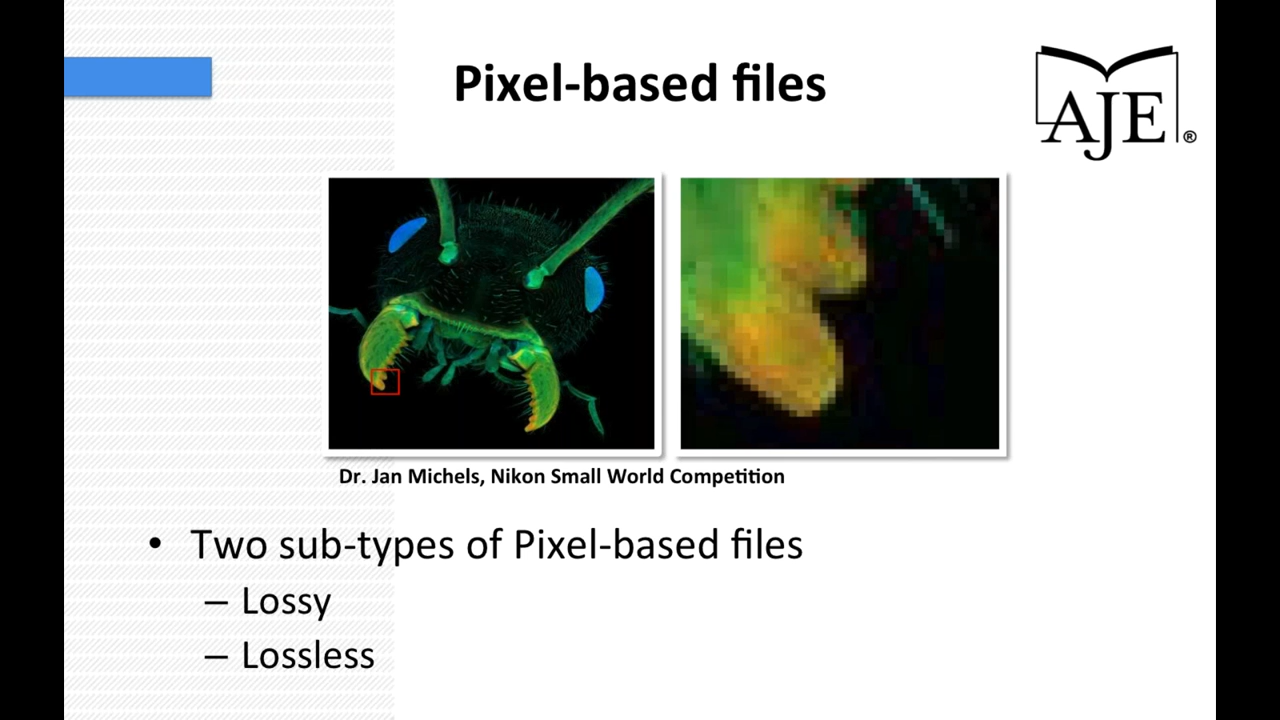 Pixel-based files
AJE®
Dr. Jan Michels, Nikon Small World Competition
• Two sub-types of Pixel-based files
– Lossy
– Lossless